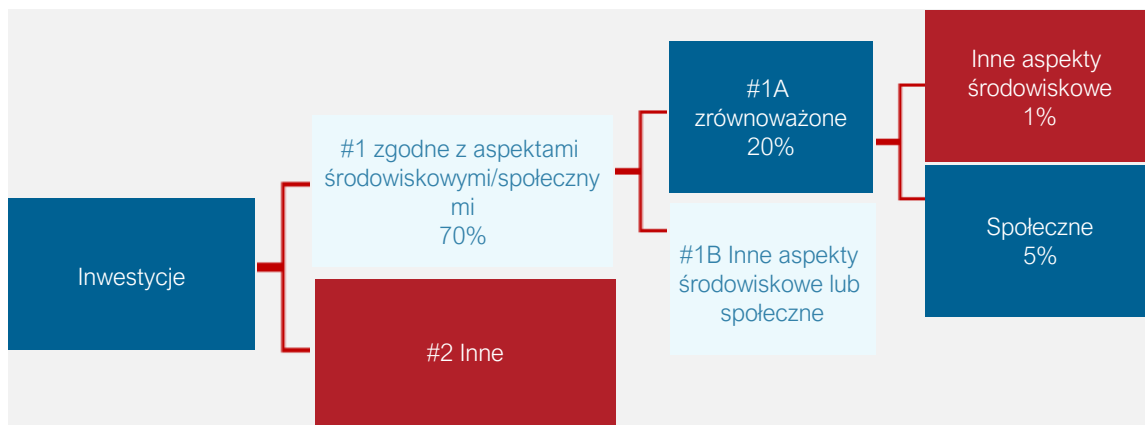 Inwestycje
#1 zgodne z aspektami
środowiskowymi/społeczny
mi
70%
#2 Inne
#1A
zrównoważone
20%
#1B Inne aspekty
środowiskowe lub
społeczne
Inne aspekty
środowiskowe
1%
Społeczne
5%